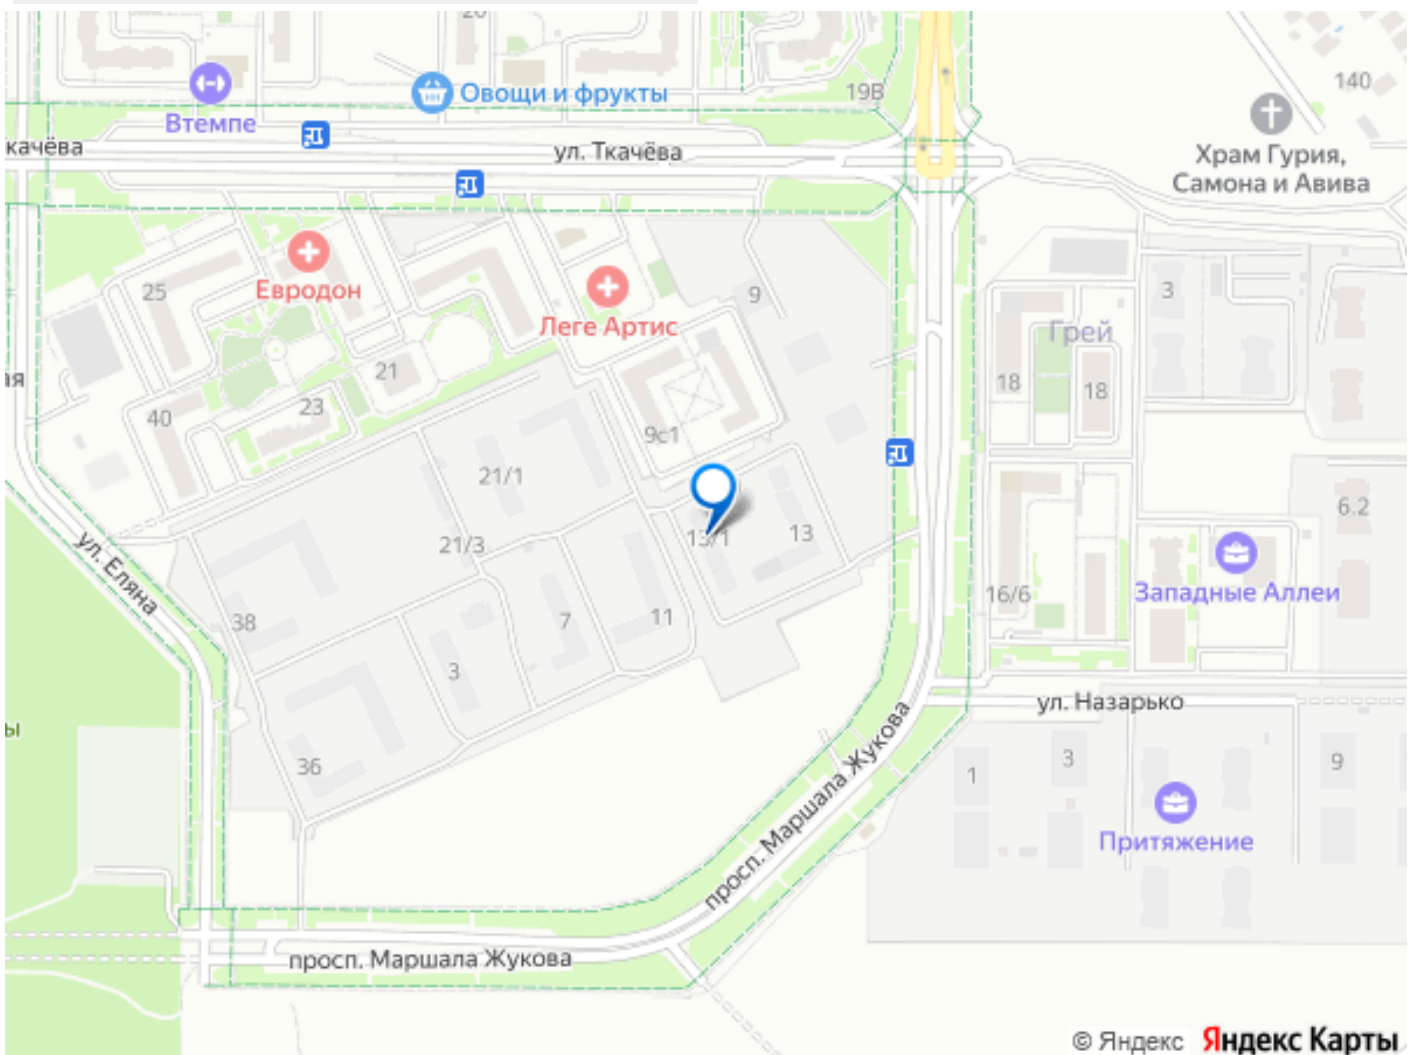 140
19В
Овощи и фрукты
Втемпе
ул. Ткачёва
Храм Гурия,
Самона и Авива
25
Евродон
9
3
Леге Артис
Грей
21
18
18
40
23
9с1
21/1
6.2
21/3
13/1
13
ул. Еляна
Западные Аллеи
16/6
38
7
11
3
ул. Назарько
36
1
3
9
просп. Маршала Жукова
Притяжение
просп. Маршала Жукова
© Яндекс Яндекс Карты